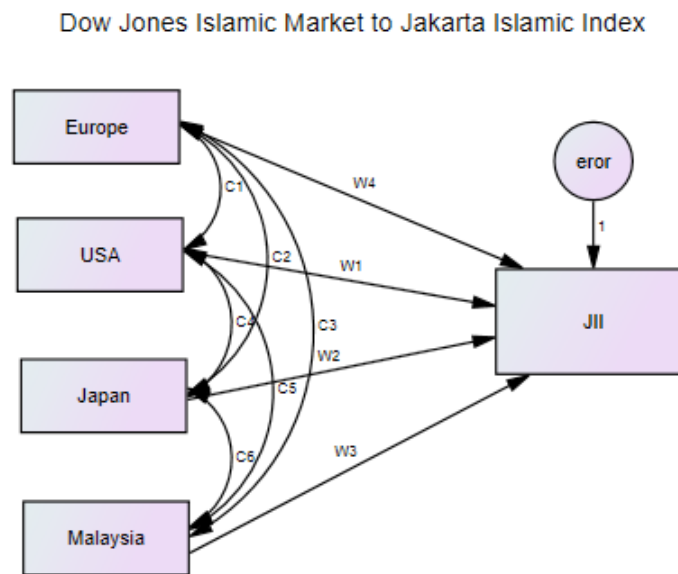 Dow Jones Islamic Market to Jakarta Islamic Index
Europe
eror
W4
C1
1
USA
C2
W1
JII
C4
C3
W2
Japan
C5
C6
W3
Malaysia